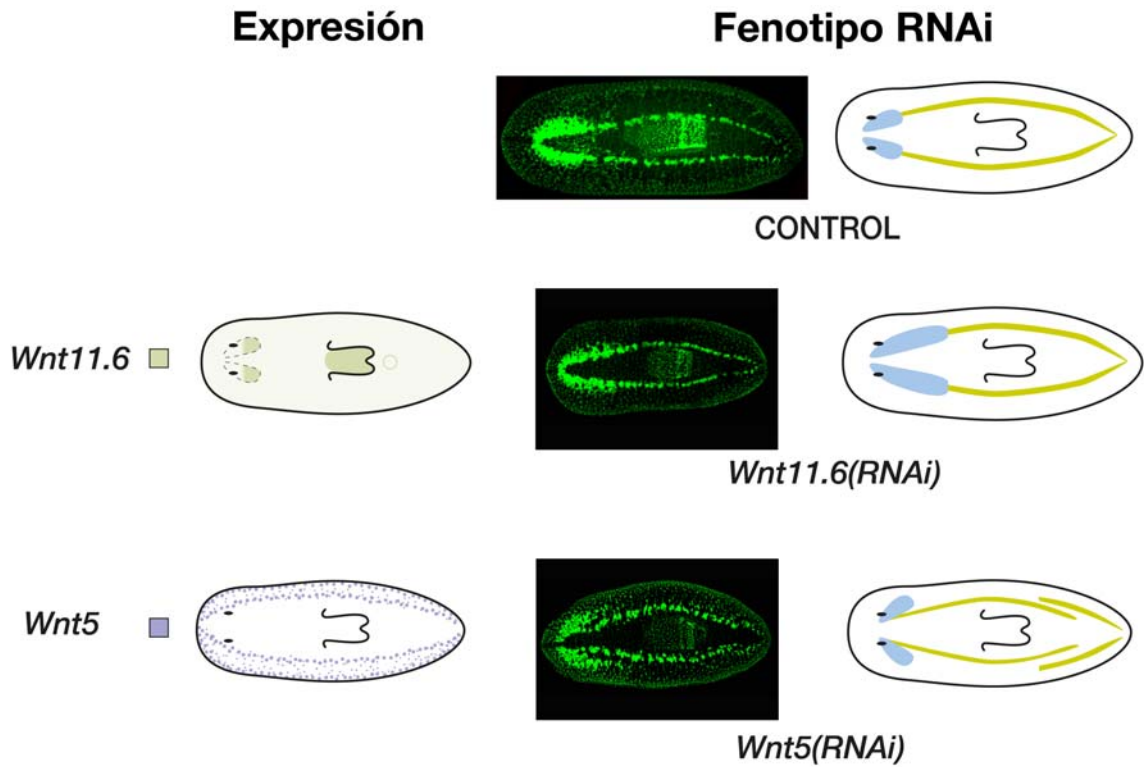 Expresión
Fenotipo RNAi
CONTROL
Wnt11.6
Wnt11.6(RNAi)
Wnt5
Wnt5(RNAi)